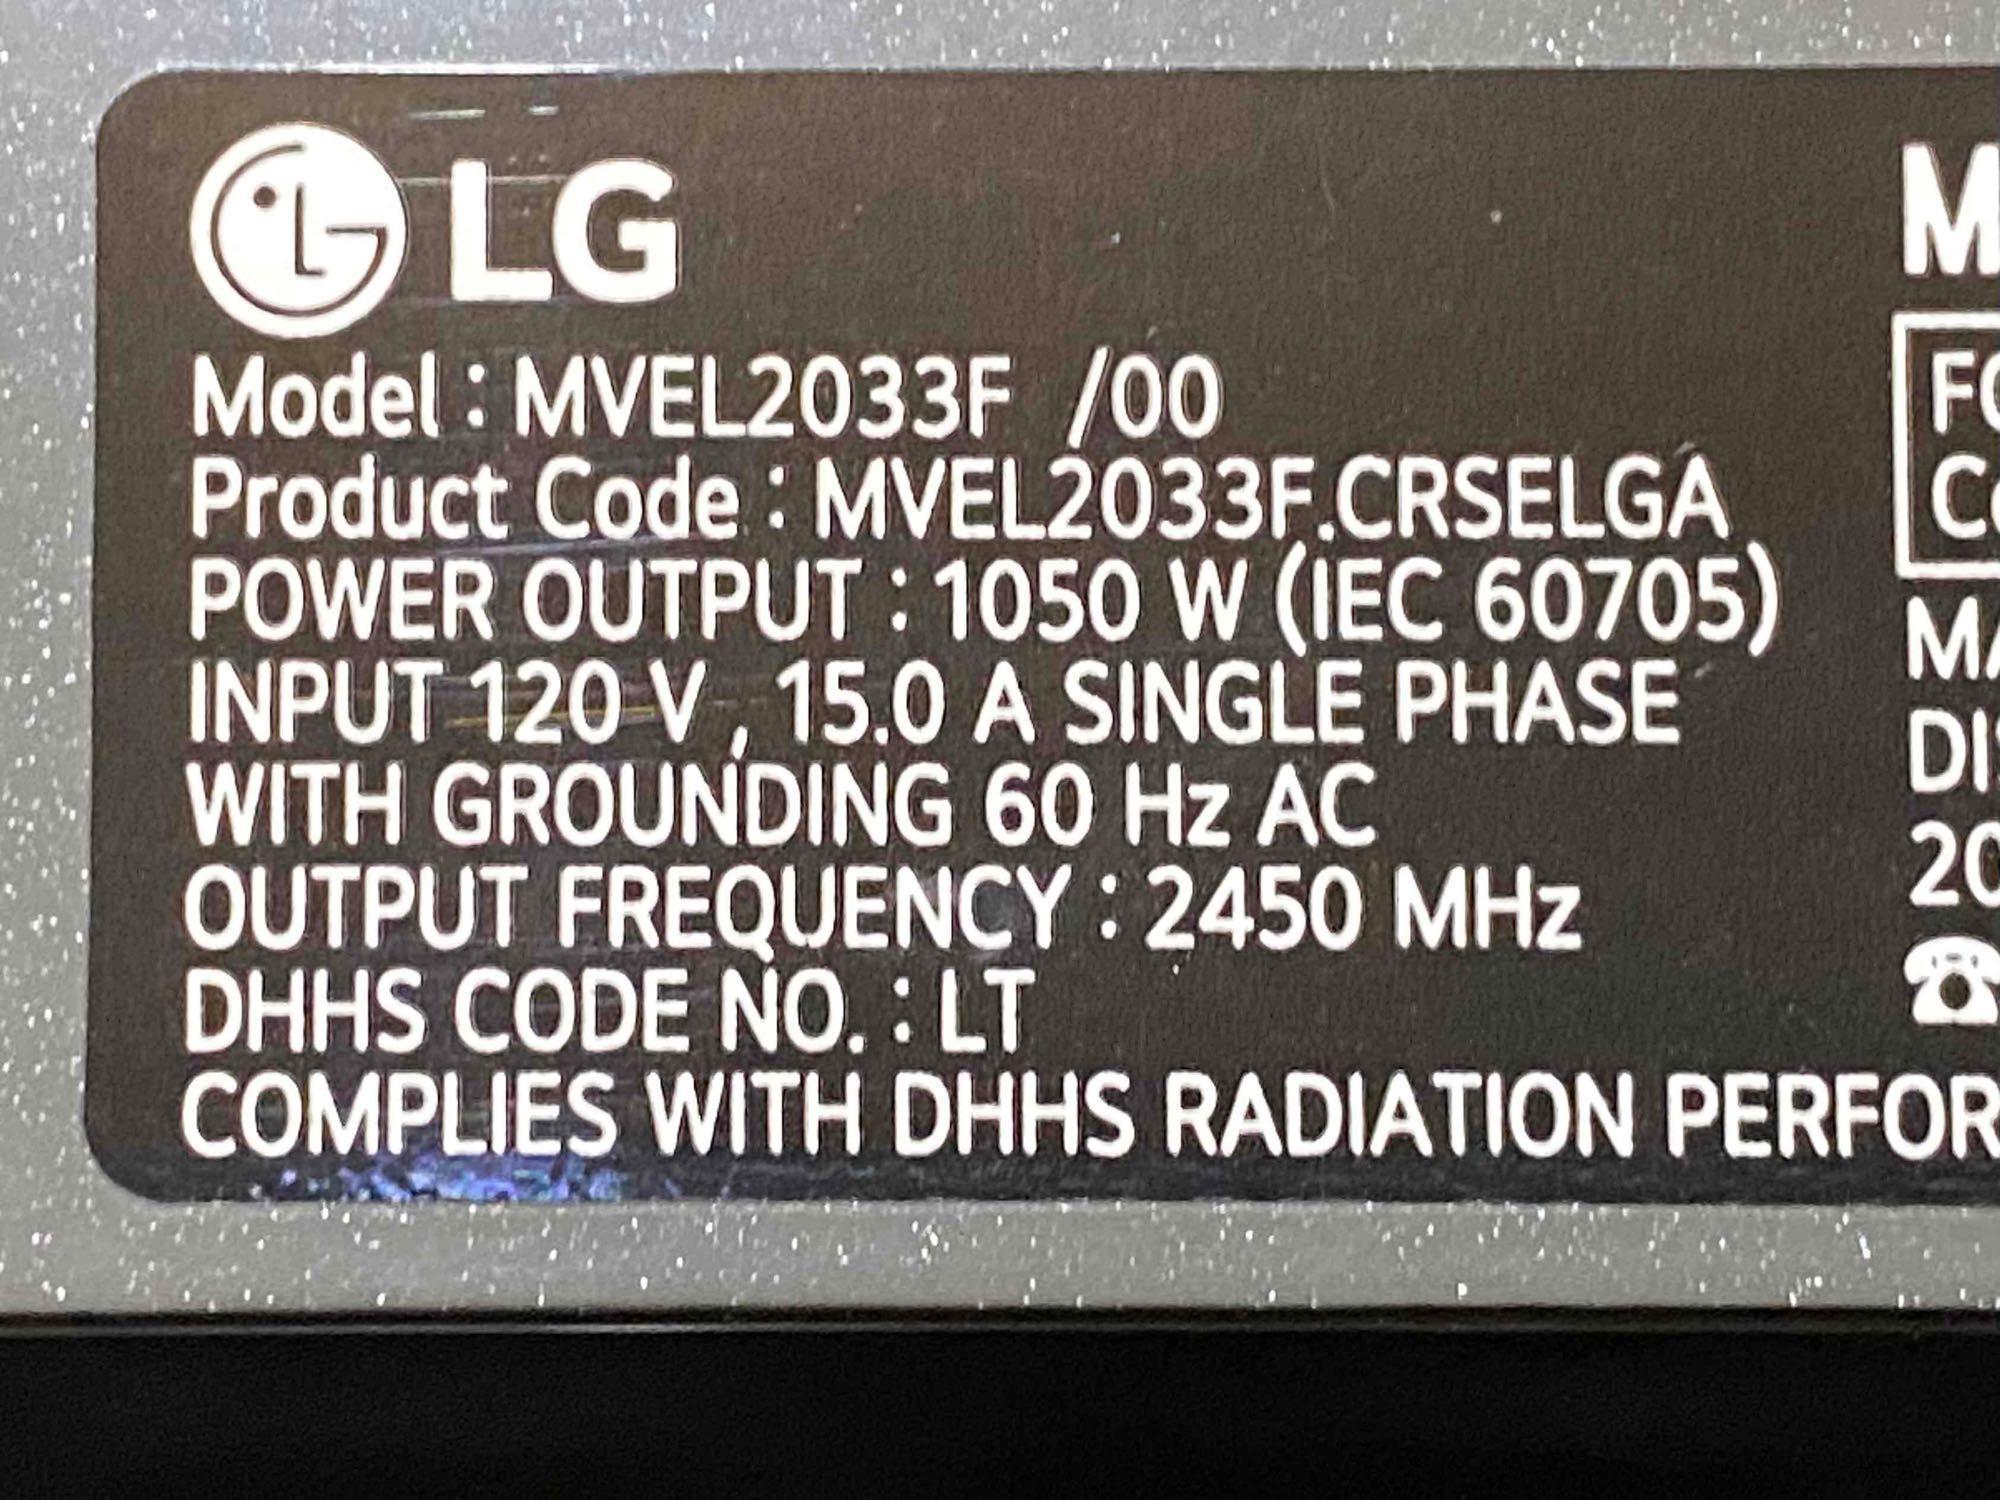 LG
Model : MVEL2033F /00
Product Code : MVEL2033F.CRSELGA
POWER OUTPUT : 1050 W (IEC 60705)
INPUT 120 V , 15.0 A SINGLE PHASE
WITH GROUNDING 60 Hz AC
OUTPUT FREQUENCY : 2450 MHz
DHHS CODE NO. : LT
COMPLIES WITH DHHS RADIATION